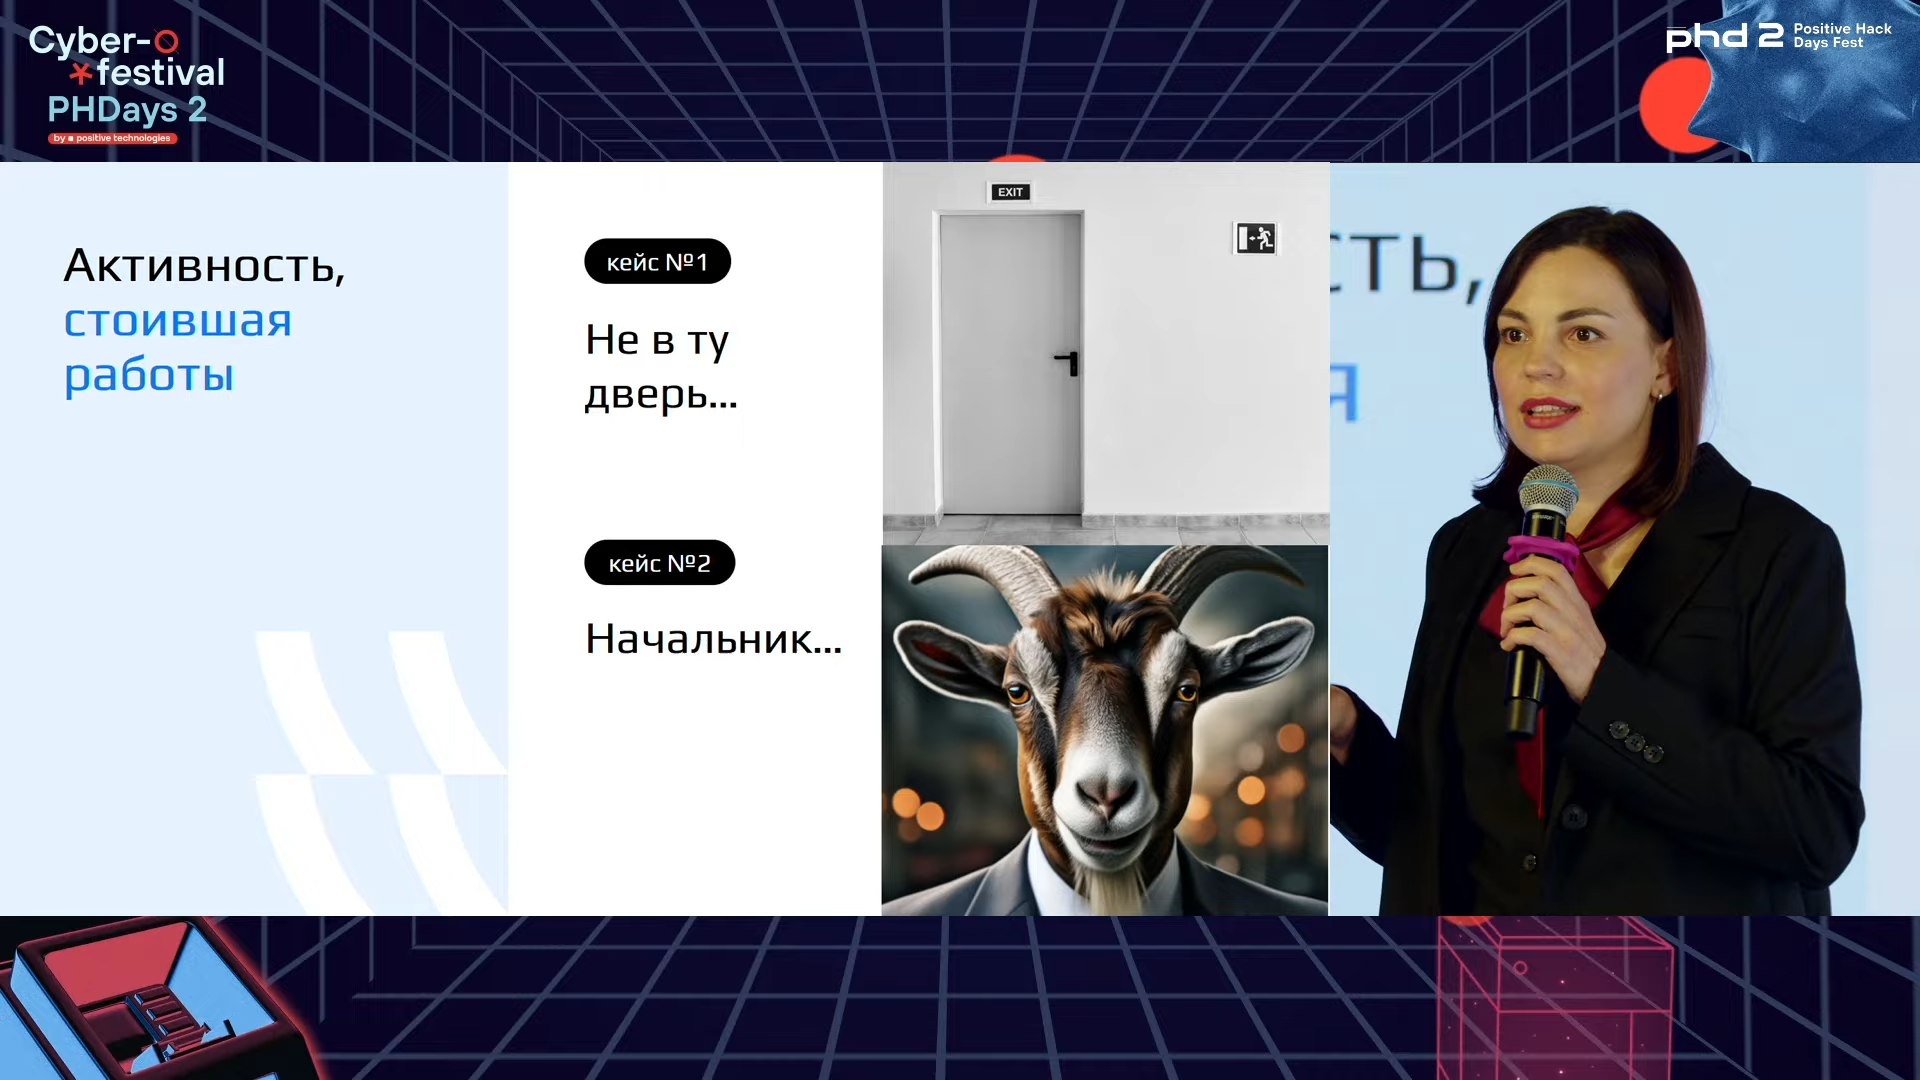 Cyber-
festival
PHDays 2
by positive technologies
phd 2
Positive Hack
Days Fest
Активность,
стоившая
работы
кейс №1
Не в ту
дверь...
кейс №2
Начальник...
EXIT
сть,
я